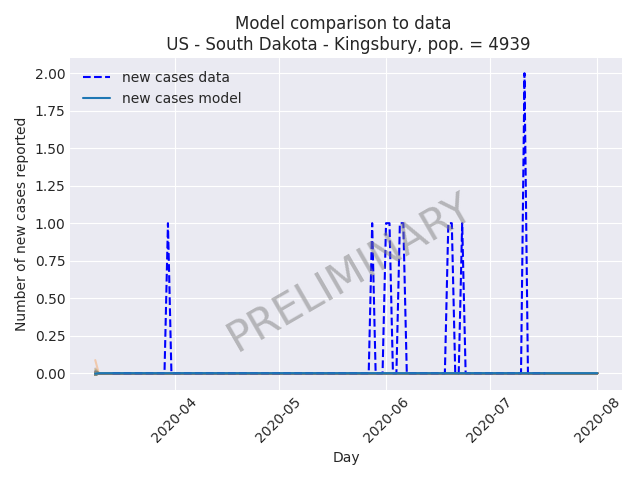 Model comparison to data
US - South Dakota - Kingsbury, pop. = 4939
2.00
1.75
1.50
1.25
1.00
0.75
0.50
0.25
0.00
Number of new cases reported
new cases data
new cases model
PRELIMINARY
2020-04
2020-05
2020-06
2020-07
2020-08
Day